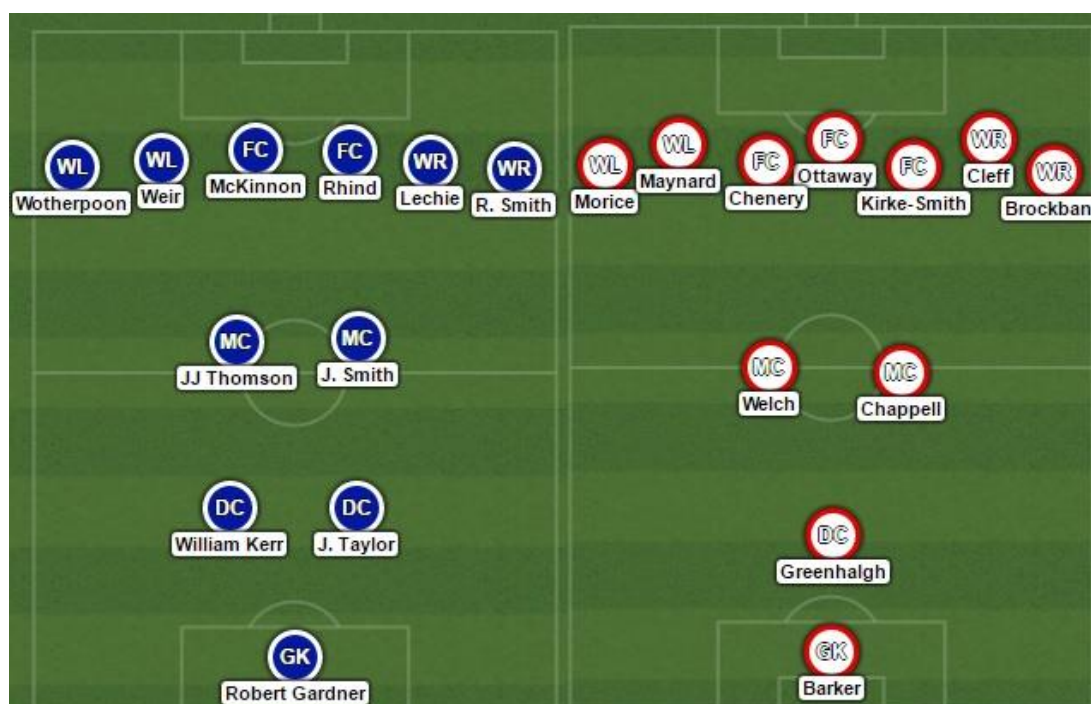 WL WL FC FC WR WR
Wotherpoon Weir McKinnon Rhind Lechie R. Smith
WL WL FC FC FC WR WR
Morice Maynard Chenery Ottaway Kirke-Smith Cleff Brockban
MC MC
JJ Thomson J. Smith
MC MC
Welch Chappell
DC DC
William Kerr J. Taylor
DC
Greenhalgh
GK
Robert Gardner
GK
Barker